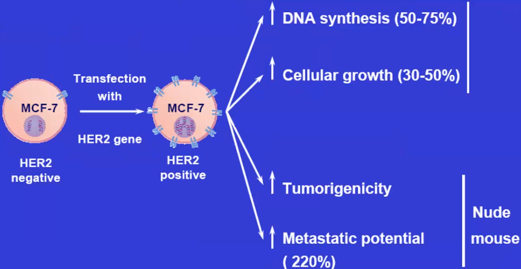 DNA synthesis (50-75%)
Transfection
with
HER2 gene
Cellular growth (30-50%)
MCF-7
MCF-7
HER2
negative
HER2
positive
Tumorigenicity
Metastatic potential
( 220%)
Nude
mouse